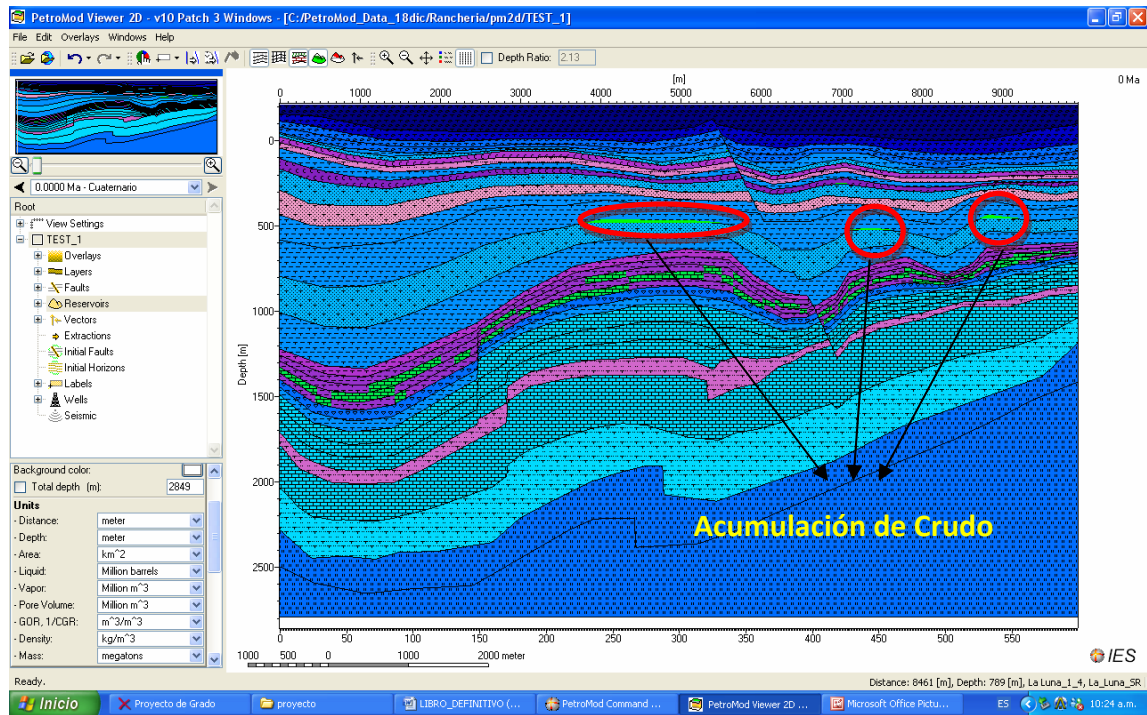 PetroMod Viewer 2D - v10 Patch 3 Windows - [C:/PetroMod_Data_18dic/Rancheria/pm2d/TEST_1]
File Edit Overlays Windows Help
Depth Ratio: 2.13
[m]
0 Ma
0 1000 2000 3000 4000 5000 6000 7000 8000 9000
0.0000 Ma - Cuaternario
Root
View Settings
TEST_1
Overlays
Layers
Faults
Reservoirs
Vectors
Extractions
Initial Faults
Initial Horizons
Labels
Wells
Seismic
Background color:
Total depth (m): 2849
Units
- Distance: meter
- Depth: meter
- Area: km^2
- Liquid: Million barrels
- Vapor: Million m^3
- Pore Volume: Million m^3
- GOR, 1/CGR: m^3/m^3
- Density: kg/m^3
- Mass: megatons
Depth [m]
0
500
1000
1500
2000
2500
Acumulación de Crudo
0 50 100 150 200 250 300 350 400 450 500 550
1000 500 0 1000 2000 meter
IES
Ready.
Distance: 8461 [m], Depth: 789 [m], La Luna_1_4, La_Luna_SR
Inicio
Proyecto de Grado
proyecto
LIBRO_DEFINITIVO (...
PetroMod Command ...
PetroMod Viewer 2D ...
Microsoft Office Pictu...
ES
10:24 a.m.